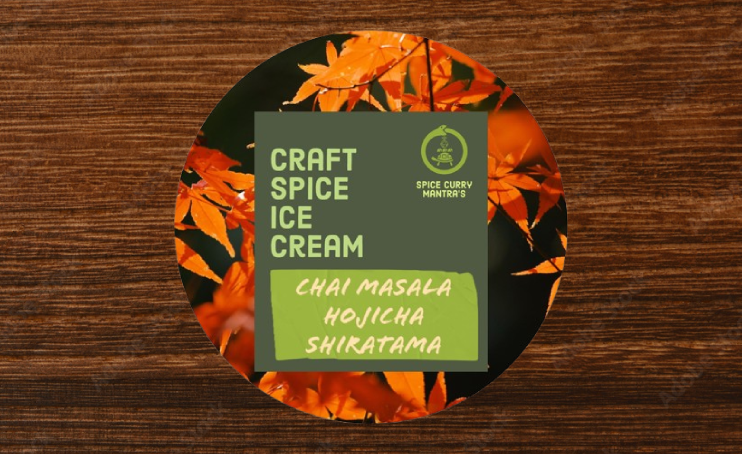 CRAFT
SPICE
ICE
CREAM
SPICE CURRY
MANTRA'S
CHAI MASALA
HOJICHA
SHIRATAMA